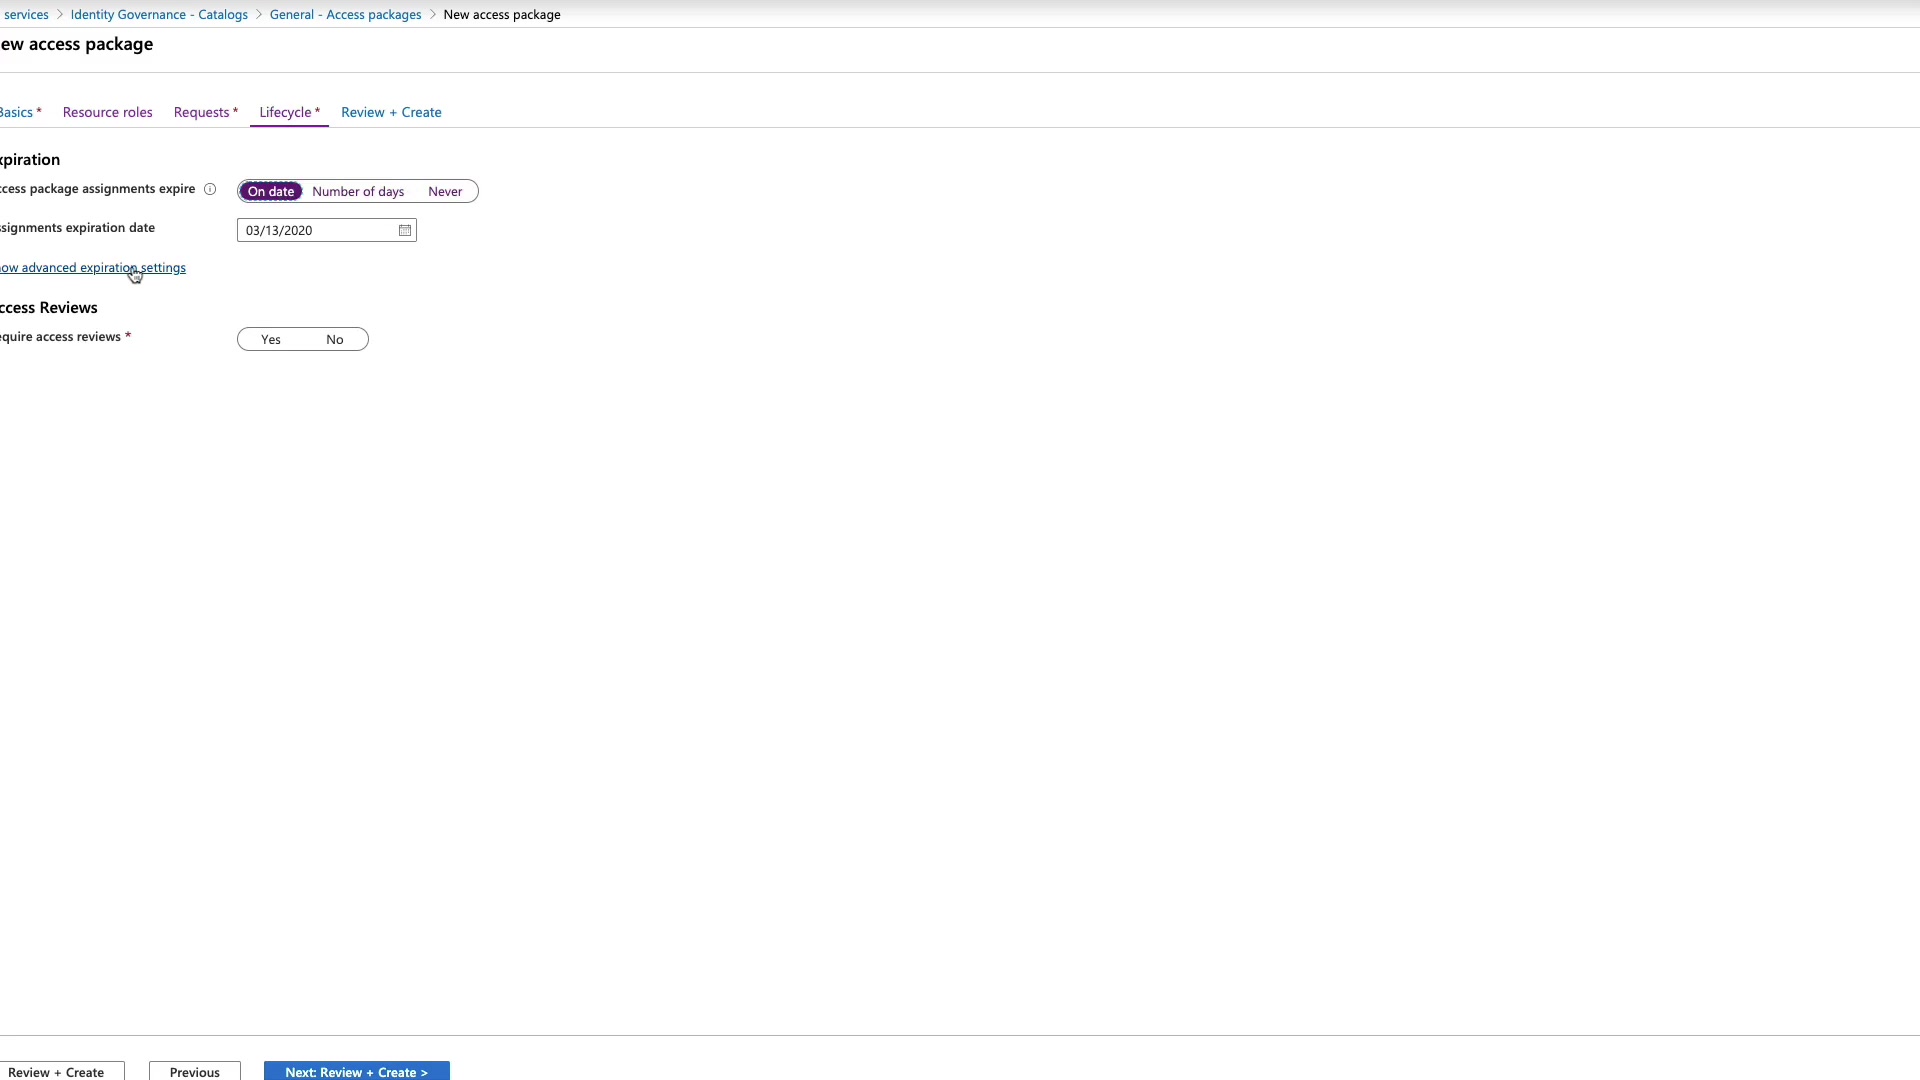 services > Identity Governance - Catalogs > General - Access packages > New access package
ew access package
Basics * Resource roles Requests * Lifecycle * Review + Create
xpiration
ccess package assignments expire On date Number of days Never
ssignments expiration date 03/13/2020
how advanced expiration settings
ccess Reviews
equire access reviews * Yes No
Review + Create Previous Next: Review + Create >